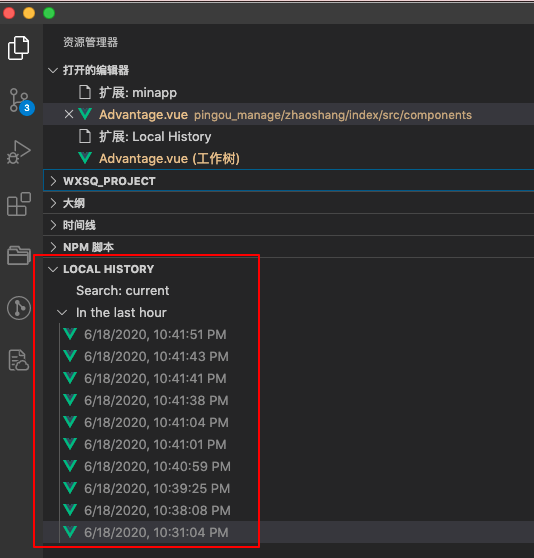 资源管理器
打开的编辑器
扩展: minapp
Advantage.vue pingou_manage/zhaoshang/index/src/components
扩展: Local History
Advantage.vue (工作树)
WXSQ_PROJECT
大纲
时间线
NPM 脚本
LOCAL HISTORY
Search: current
In the last hour
6/18/2020, 10:41:51 PM
6/18/2020, 10:41:43 PM
6/18/2020, 10:41:41 PM
6/18/2020, 10:41:38 PM
6/18/2020, 10:41:04 PM
6/18/2020, 10:41:01 PM
6/18/2020, 10:40:59 PM
6/18/2020, 10:39:25 PM
6/18/2020, 10:38:08 PM
6/18/2020, 10:31:04 PM
3